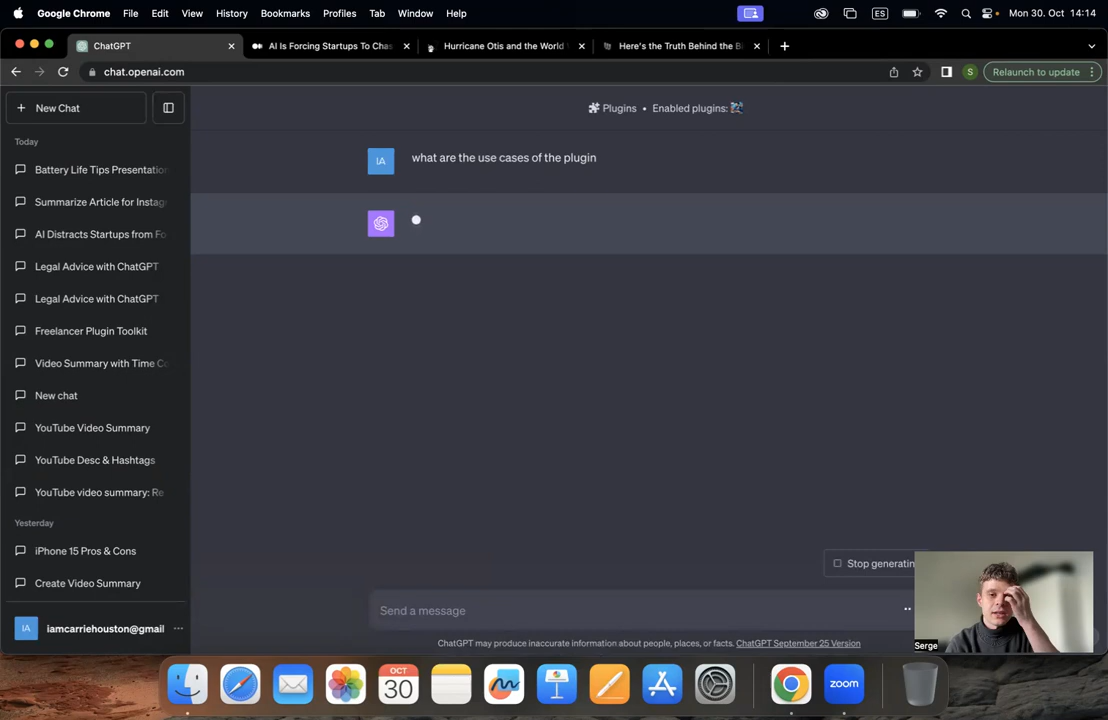 Google Chrome File Edit View History Bookmarks Profiles Tab Window Help ES Mon 30. Oct 14:14
ChatGPT AI Is Forcing Startups To Chas Hurricane Otis and the World Here's the Truth Behind the B
chat.openai.com S Relaunch to update
New Chat
Plugins • Enabled plugins:
Today
Battery Life Tips Presentation
Summarize Article for Instag
AI Distracts Startups from Fo
Legal Advice with ChatGPT
Legal Advice with ChatGPT
Freelancer Plugin Toolkit
Video Summary with Time Co
New chat
YouTube Video Summary
YouTube Desc & Hashtags
YouTube video summary: Re
Yesterday
iPhone 15 Pros & Cons
Create Video Summary
IA iamcarriehouston@gmail
IA what are the use cases of the plugin
Stop generatin
Send a message
ChatGPT may produce inaccurate information about people, places, or facts. ChatGPT September 25 Version
Serge
OCT
30
zoom